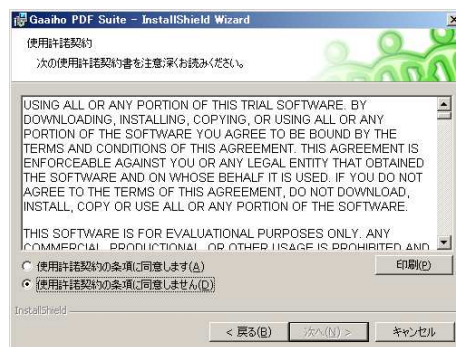 Gaaiho PDF Suite - InstallShield Wizard
使用許諾契約
次の使用許諾契約書を注意深くお読みください。
USING ALL OR ANY PORTION OF THIS TRIAL SOFTWARE. BY
DOWNLOADING, INSTALLING, COPYING, OR USING ALL OR ANY
PORTION OF THE SOFTWARE YOU AGREE TO BE BOUND BY THE
TERMS AND CONDITIONS OF THIS AGREEMENT. THIS AGREEMENT IS
ENFORCEABLE AGAINST YOU OR ANY LEGAL ENTITY THAT OBTAINED
THE SOFTWARE AND ON WHOSE BEHALF IT IS USED. IF YOU DO NOT
AGREE TO THE TERMS OF THIS AGREEMENT, DO NOT DOWNLOAD,
INSTALL, COPY OR USE ALL OR ANY PORTION OF THE SOFTWARE.
THIS SOFTWARE IS FOR EVALUATIONAL PURPOSES ONLY. ANY
COMMERCIAL, PRODUCTIONAL, OR OTHER USAGE IS PROHIBITED AND
使用許諾契約の条項に同意します(A)
印刷(P)
使用許諾契約の条項に同意しません(D)
InstallShield
< 戻る(B) 次へ(N) > キャンセル